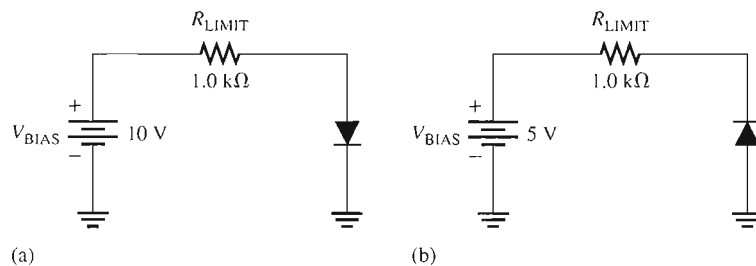 R_LIMIT
1.0 kΩ
+
V_BIAS
10 V
−
(a)
R_LIMIT
1.0 kΩ
+
V_BIAS
5 V
−
(b)